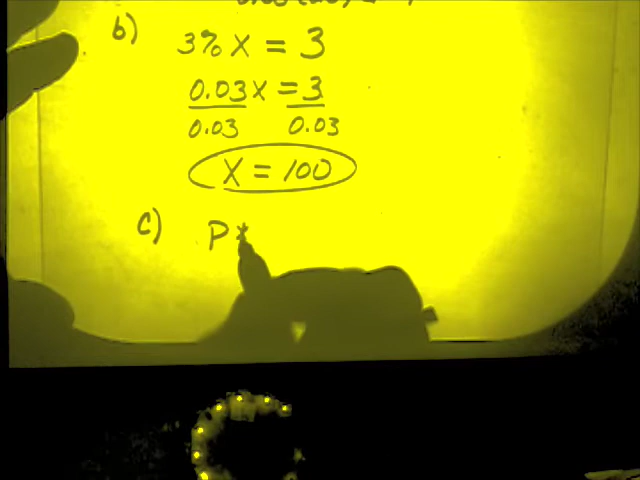 b) 3% X = 3
0.03x = 3
0.03 0.03
X = 100
c) P